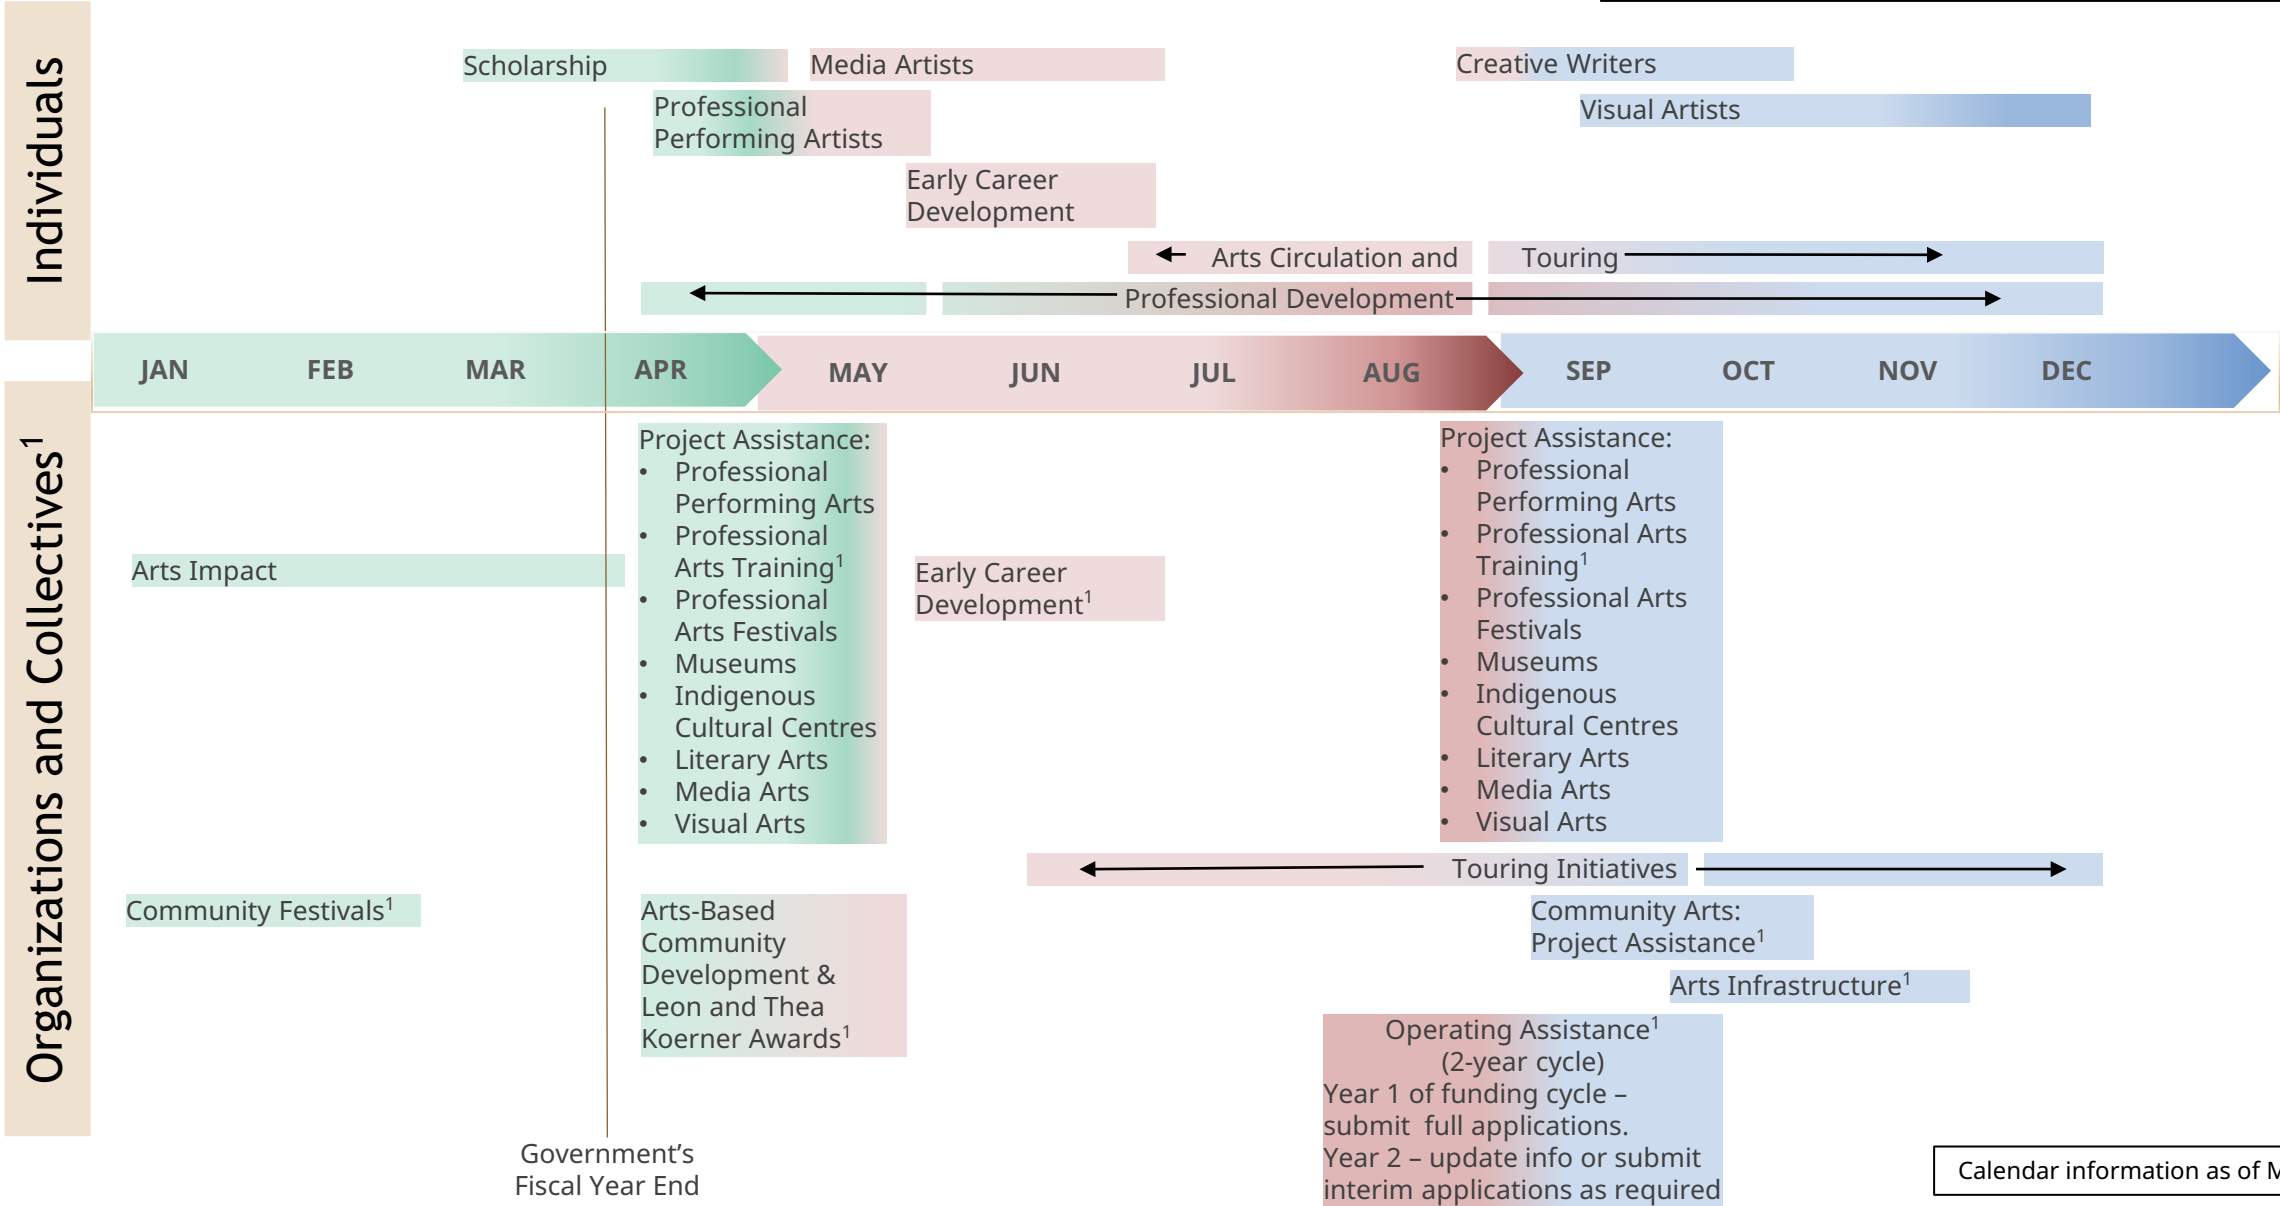 Individuals
Scholarship
Media Artists
Creative Writers
Professional
Performing Artists
Visual Artists
Early Career
Development
Arts Circulation and Touring
Professional Development
JAN FEB MAR APR MAY JUN JUL AUG SEP OCT NOV DEC
Organizations and Collectives¹
Arts Impact
Community Festivals¹
Project Assistance:
• Professional
Performing Arts
• Professional
Arts Training¹
• Professional
Arts Festivals
• Museums
• Indigenous
Cultural Centres
• Literary Arts
• Media Arts
• Visual Arts
Arts-Based
Community
Development &
Leon and Thea
Koerner Awards¹
Early Career
Development¹
Project Assistance:
• Professional
Performing Arts
• Professional Arts
Training¹
• Professional Arts
Festivals
• Museums
• Indigenous
Cultural Centres
• Literary Arts
• Media Arts
• Visual Arts
Touring Initiatives
Community Arts:
Project Assistance¹
Arts Infrastructure¹
Operating Assistance¹
(2-year cycle)
Year 1 of funding cycle –
submit full applications.
Year 2 – update info or submit
interim applications as required
Government's
Fiscal Year End
Calendar information as of